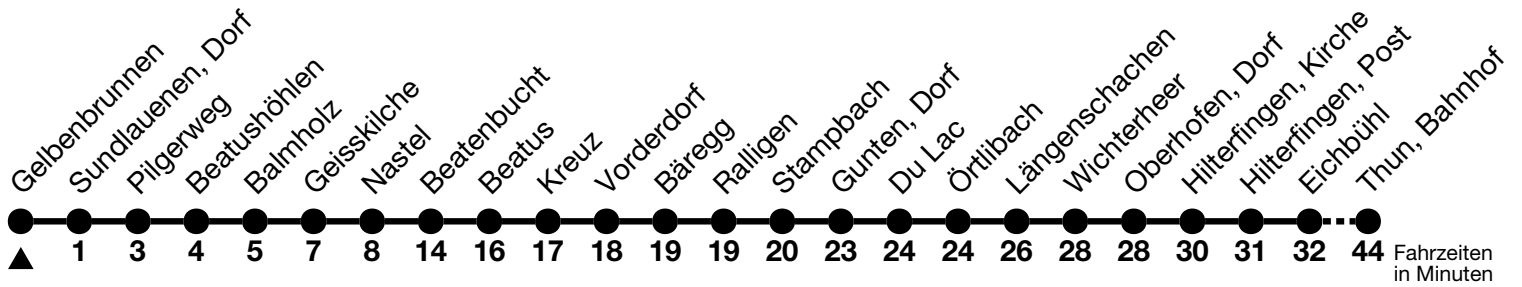 Gelbenbrunnen
Sundlauenen, Dorf
Pilgerweg
Beatushöhlen
Balmholz
Geisskilche
Nastel
Beatenbucht
Beatus
Kreuz
Vorderdorf
Bäregg
Ralligen
Stampbach
Gunten, Dorf
Du Lac
Örtlibach
Längenschachen
Wichterheer
Oberhofen, Dorf
Hilterfingen, Kirche
Hilterfingen, Post
Eichbühl
Thun, Bahnhof
1 3 4 5 7 8 14 16 17 18 19 19 20 23 24 24 26 28 28 30 31 32 44 Fahrzeiten
in Minuten